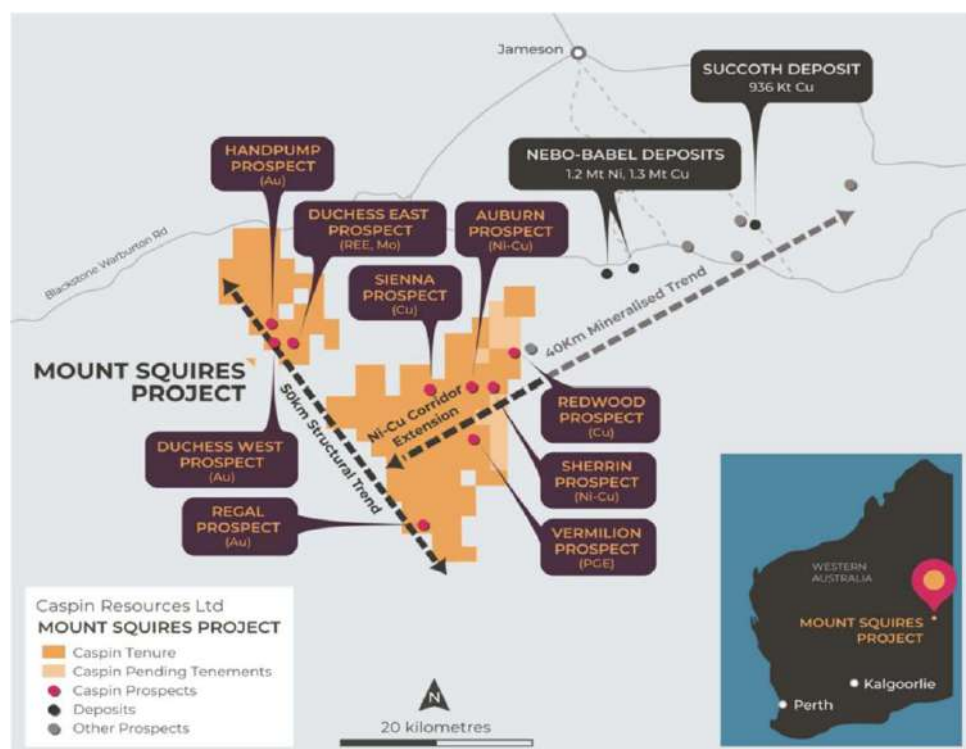 Jameson
SUCCOTH DEPOSIT
936 Kt Cu
HANDPUMP
PROSPECT
(Au)
NEBO-BABEL DEPOSITS
1.2 Mt Ni, 1.3 Mt Cu
DUCHESS EAST
PROSPECT
(REE, Mo)
AUBURN
PROSPECT
(Ni-Cu)
Blackstone Warburton Rd
SIENNA
PROSPECT
(Cu)
40Km Mineralised Trend
MOUNT SQUIRES
PROJECT
50km Structural Trend
Ni-Cu Corridor
Extension
REDWOOD
PROSPECT
(Cu)
DUCHESS WEST
PROSPECT
(Au)
SHERRIN
PROSPECT
(Ni-Cu)
REGAL
PROSPECT
(Au)
VERMILION
PROSPECT
(PGE)
WESTERN
AUSTRALIA
MOUNT SQUIRES
PROJECT
Kalgoorlie
Perth
Caspin Resources Ltd
MOUNT SQUIRES PROJECT
Caspin Tenure
Caspin Pending Tenements
Caspin Prospects
Deposits
Other Prospects
N
20 kilometres